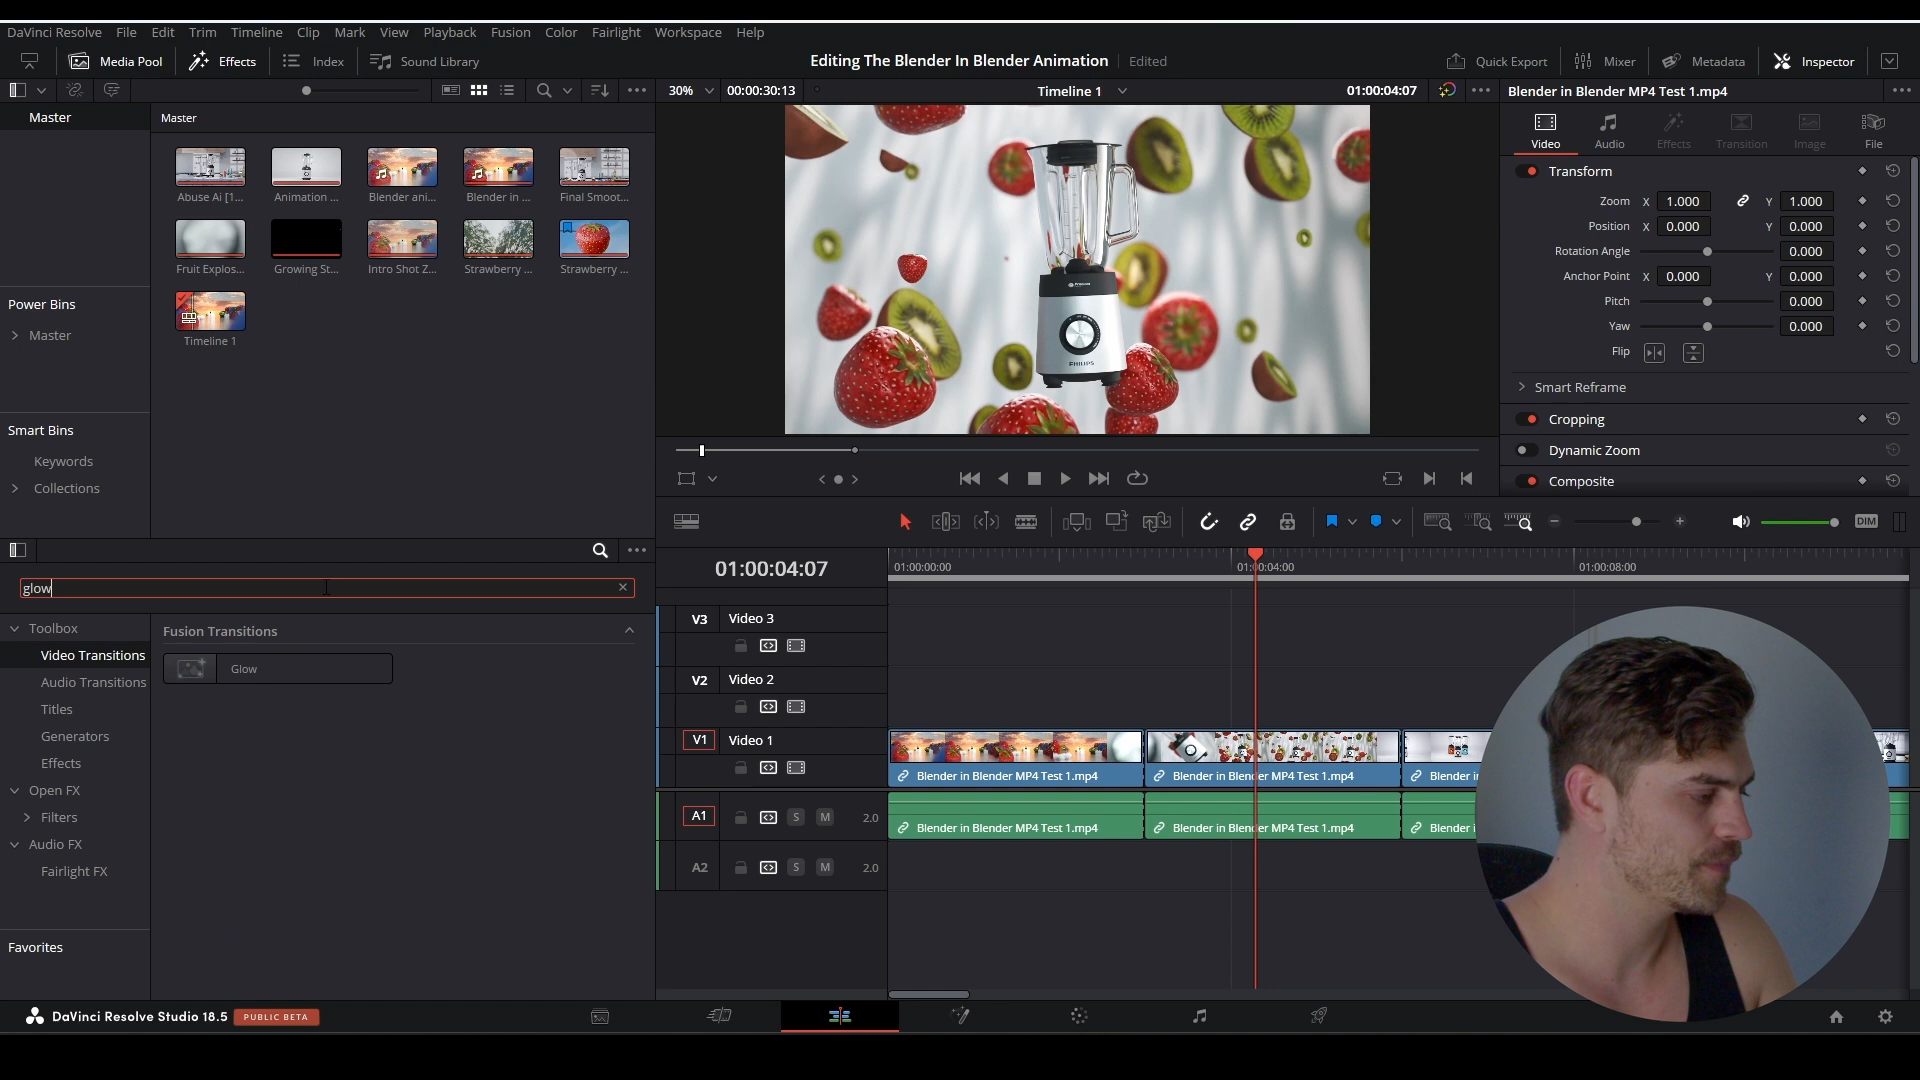 DaVinci Resolve File Edit Trim Timeline Clip Mark View Playback Fusion Color Fairlight Workspace Help
Media Pool Effects Index Sound Library Editing The Blender In Blender Animation Edited Quick Export Mixer Metadata Inspector
30% 00:00:30:13 Timeline 1 01:00:04:07 Blender in Blender MP4 Test 1.mp4
Master Master
Video Audio Effects Transition Image File
Abuse Ai [1... Animation ... Blender ani... Blender in ... Final Smoot...
Fruit Explos... Growing St... Intro Shot Z... Strawberry ... Strawberry ...
Timeline 1
Power Bins
Master
Smart Bins
Keywords
Collections
PHILIPS
Transform
Zoom X 1.000 Y 1.000
Position X 0.000 Y 0.000
Rotation Angle 0.000
Anchor Point X 0.000 Y 0.000
Pitch 0.000
Yaw 0.000
Flip
Smart Reframe
Cropping
Dynamic Zoom
Composite
DIM
glow
Toolbox
Video Transitions
Audio Transitions
Titles
Generators
Effects
Open FX
Filters
Audio FX
Fairlight FX
Favorites
Fusion Transitions
Glow
01:00:04:07 01:00:00:00 01:00:04:00 01:00:08:00
V3 Video 3
V2 Video 2
V1 Video 1
Blender in Blender MP4 Test 1.mp4 Blender in Blender MP4 Test 1.mp4 Blender i
A1 S M 2.0
Blender in Blender MP4 Test 1.mp4 Blender in Blender MP4 Test 1.mp4 Blender i
A2 S M 2.0
DaVinci Resolve Studio 18.5 PUBLIC BETA